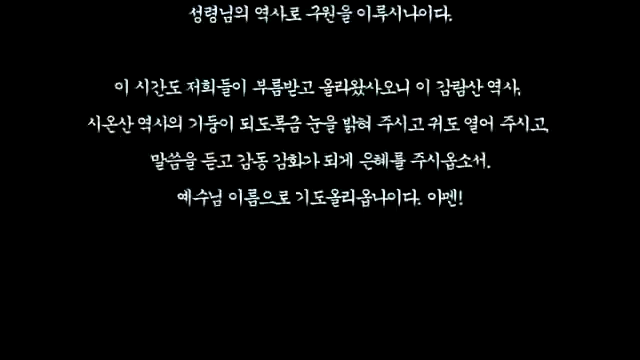 성령님의 역사로 구원을 이루시나이다.
이 시간도 저희들이 부름받고 올라왔사오니 이 감람산 역사,
시온산 역사의 기둥이 되도록금 눈을 밝혀 주시고 귀도 열어 주시고,
말씀을 듣고 감동 감화가 되게 은혜를 주시옵소서.
예수님 이름으로 기도올리옵나이다. 아멘!